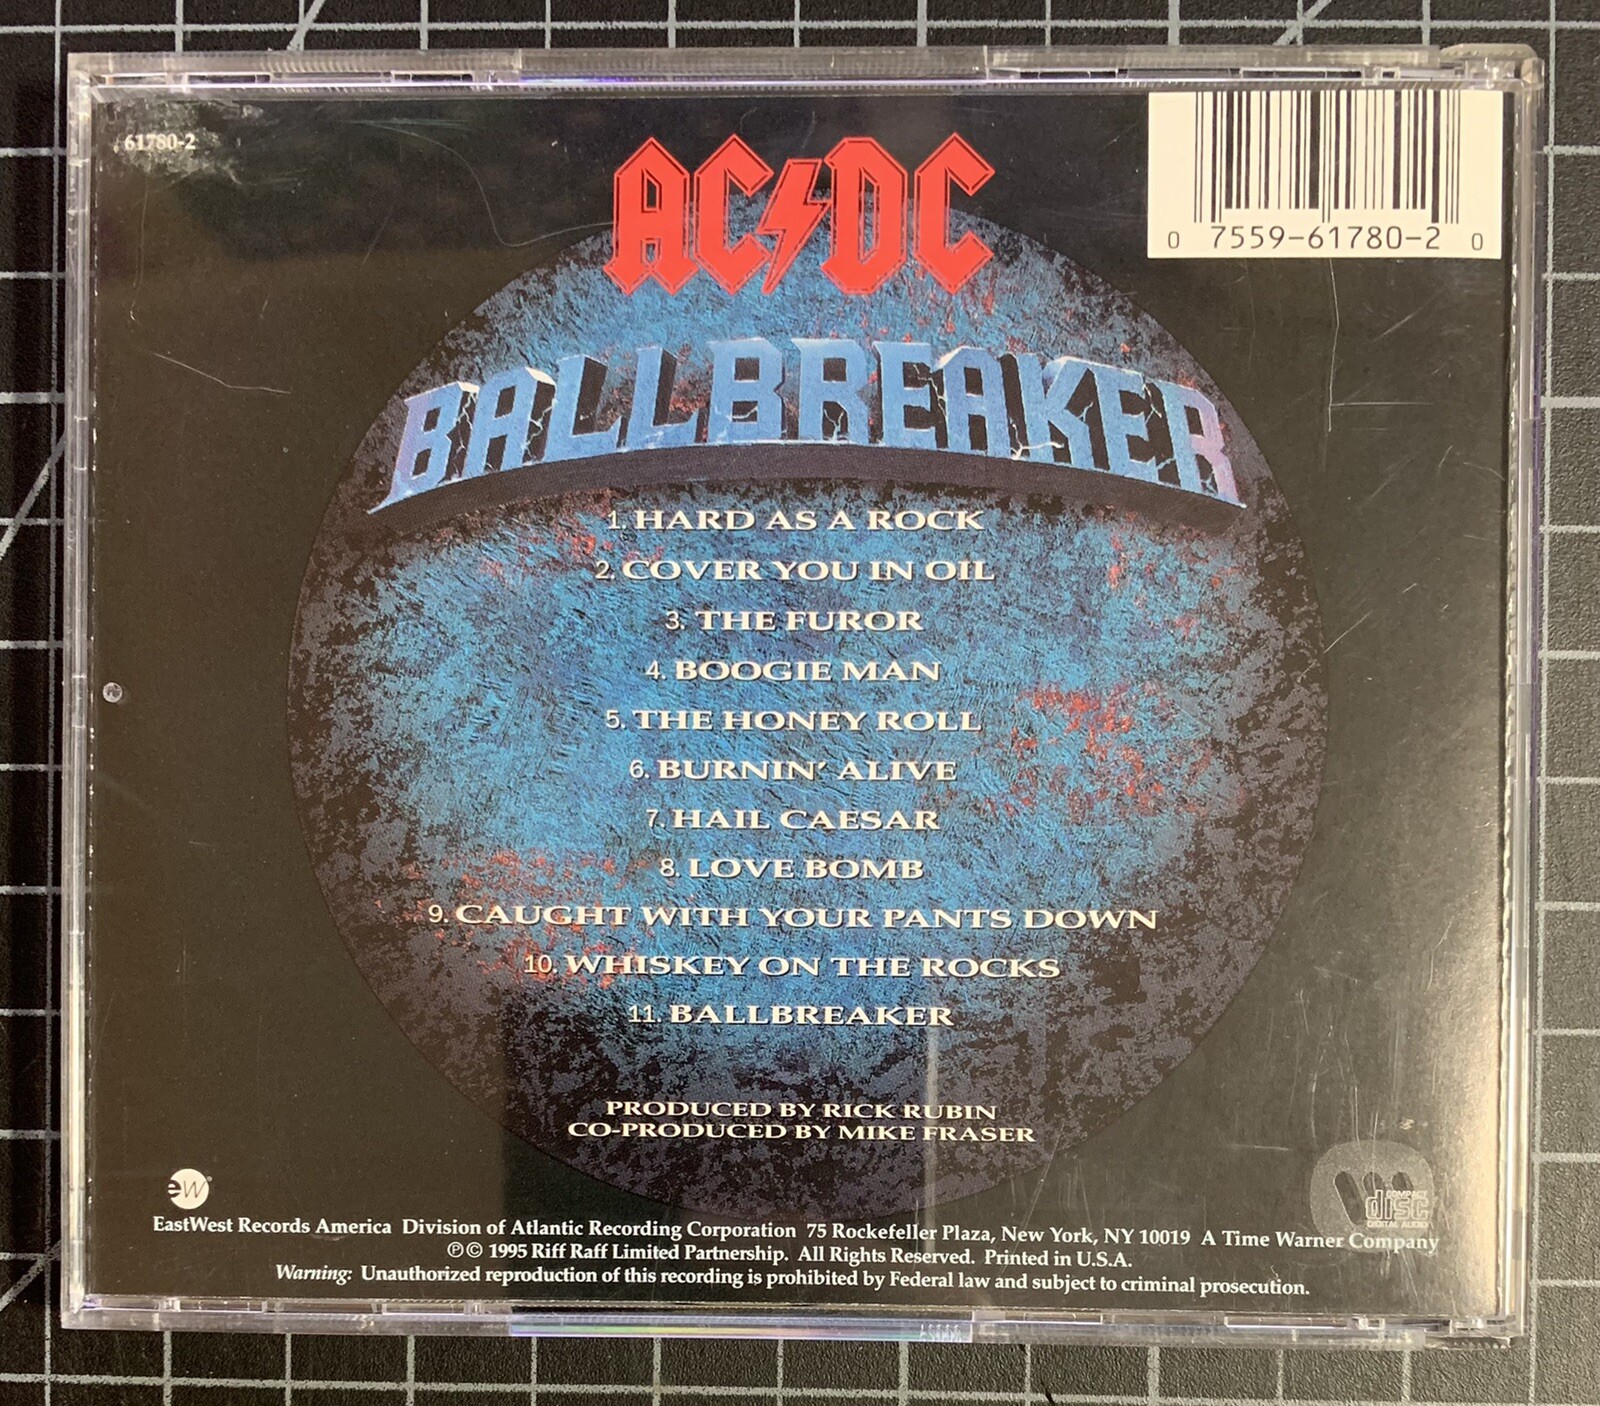 61780-2
AC/DC
0 7559-61780-2 0
BALLBREAKER
1. HARD AS A ROCK
2. COVER YOU IN OIL
3. THE FUROR
4. BOOGIE MAN
5. THE HONEY ROLL
6. BURNIN' ALIVE
7. HAIL CAESAR
8. LOVE BOMB
9. CAUGHT WITH YOUR PANTS DOWN
10. WHISKEY ON THE ROCKS
11. BALLBREAKER
PRODUCED BY RICK RUBIN
CO-PRODUCED BY MIKE FRASER
ew
COMPACT
disc
DIGITAL AUDIO
EastWest Records America Division of Atlantic Recording Corporation 75 Rockefeller Plaza, New York, NY 10019 A Time Warner Company
℗© 1995 Riff Raff Limited Partnership. All Rights Reserved. Printed in U.S.A.
Warning: Unauthorized reproduction of this recording is prohibited by Federal law and subject to criminal prosecution.